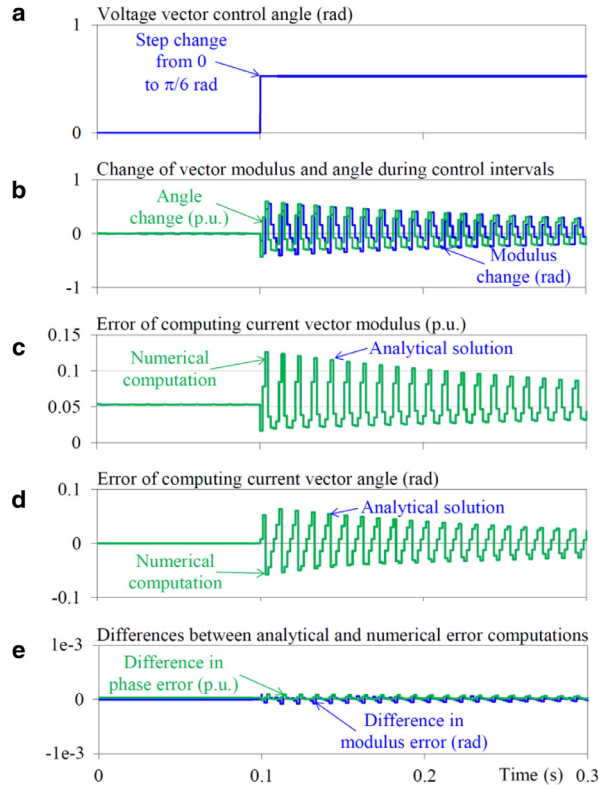 a
Voltage vector control angle (rad)
1
Step change
from 0
to π/6 rad
0
Change of vector modulus and angle during control intervals
b
1
Angle
change (p.u.)
0
Modulus
change (rad)
-1
Error of computing current vector modulus (p.u.)
c
0.15
Numerical
computation
Analytical solution
0.1
0.05
0
Error of computing current vector angle (rad)
d
0.1
Analytical solution
0
Numerical
computation
-0.1
Differences between analytical and numerical error computations
e
1e-3
Difference in
phase error (p.u.)
0
Difference in
modulus error (rad)
-1e-3
0
0.1
0.2
Time (s)
0.3